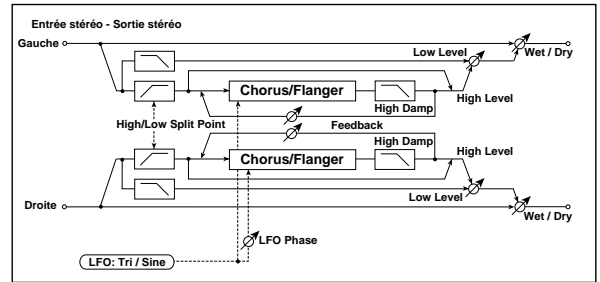 Entrée stéréo - Sortie stéréo
Gauche
Wet / Dry
Low Level
Chorus/Flanger
High Damp
High Level
High/Low Split Point
Feedback
High Damp
High Level
Chorus/Flanger
Low Level
Droite
Wet / Dry
LFO Phase
LFO: Tri / Sine